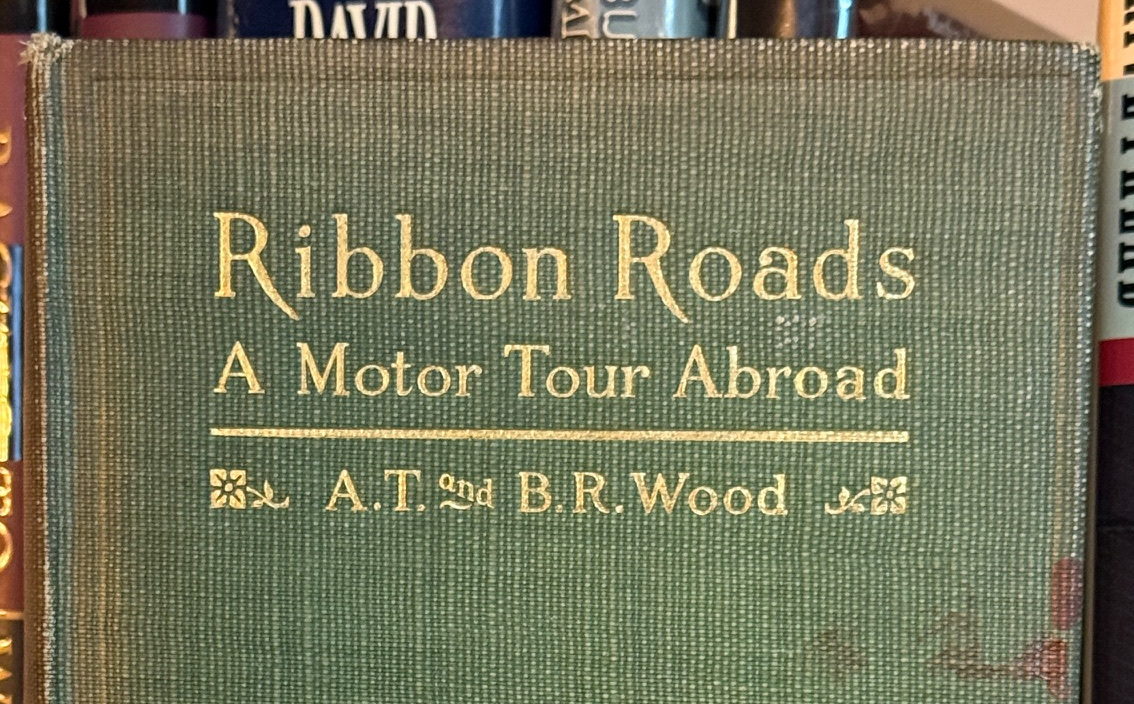 DAVID
Ribbon Roads
A Motor Tour Abroad
A.T. and B.R. Wood